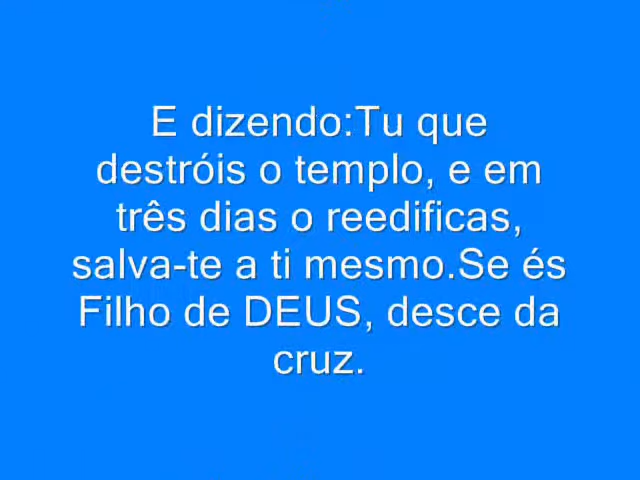 E dizendo:Tu que
destróis o templo, e em
três dias o reedificas,
salva-te a ti mesmo.Se és
Filho de DEUS, desce da
cruz.